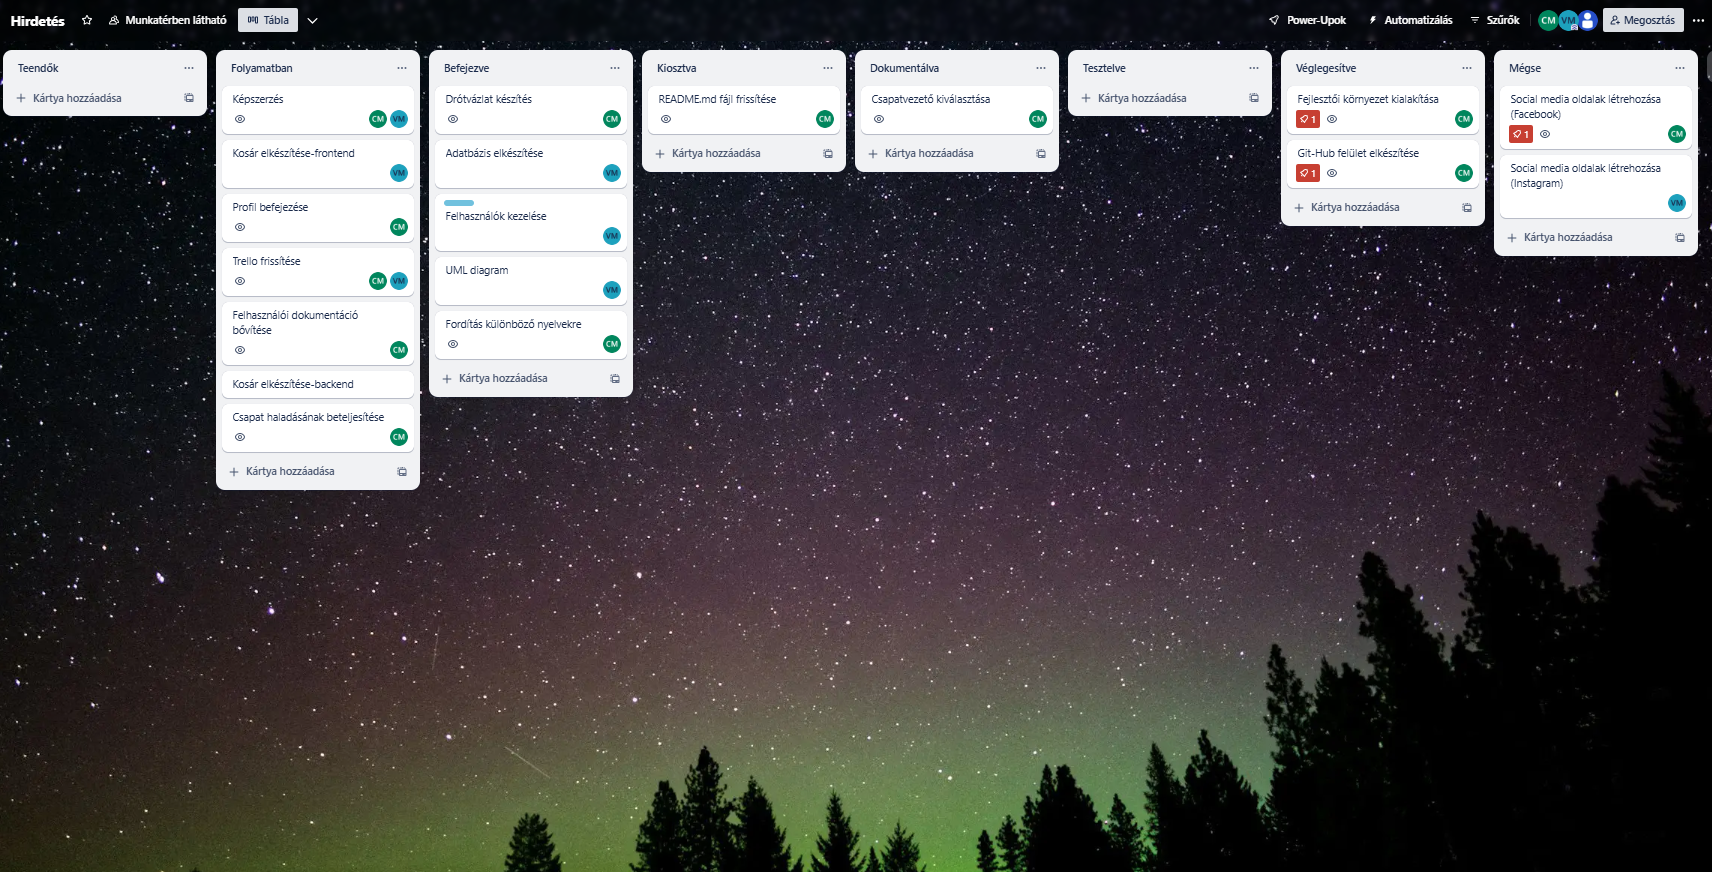 Hirdetés
Munkatérben látható
Tábla
Power-Upok
Automatizálás
Szűrők
CM
VM
Megosztás
Teendők
Kártya hozzáadása
Folyamatban
Képszerzés
CM VM
Kosár elkészítése-frontend
VM
Profil befejezése
CM
Trello frissítése
CM VM
Felhasználói dokumentáció
bővítése
CM
Kosár elkészítése-backend
Csapat haladásának beteljesítése
CM
Kártya hozzáadása
Befejezve
Drótvázlat készítés
CM
Adatbázis elkészítése
VM
Felhasználók kezelése
VM
UML diagram
VM
Fordítás különböző nyelvekre
CM
Kártya hozzáadása
Kiosztva
README.md fájl frissítése
CM
Kártya hozzáadása
Dokumentálva
Csapatvezető kiválasztása
CM
Kártya hozzáadása
Tesztelve
Kártya hozzáadása
Véglegesítve
Fejlesztői környezet kialakítása
1 CM
Git-Hub felület elkészítése
1 CM
Kártya hozzáadása
Mégse
Social media oldalak létrehozása
(Facebook)
1 CM
Social media oldalak létrehozása
(Instagram)
VM
Kártya hozzáadása